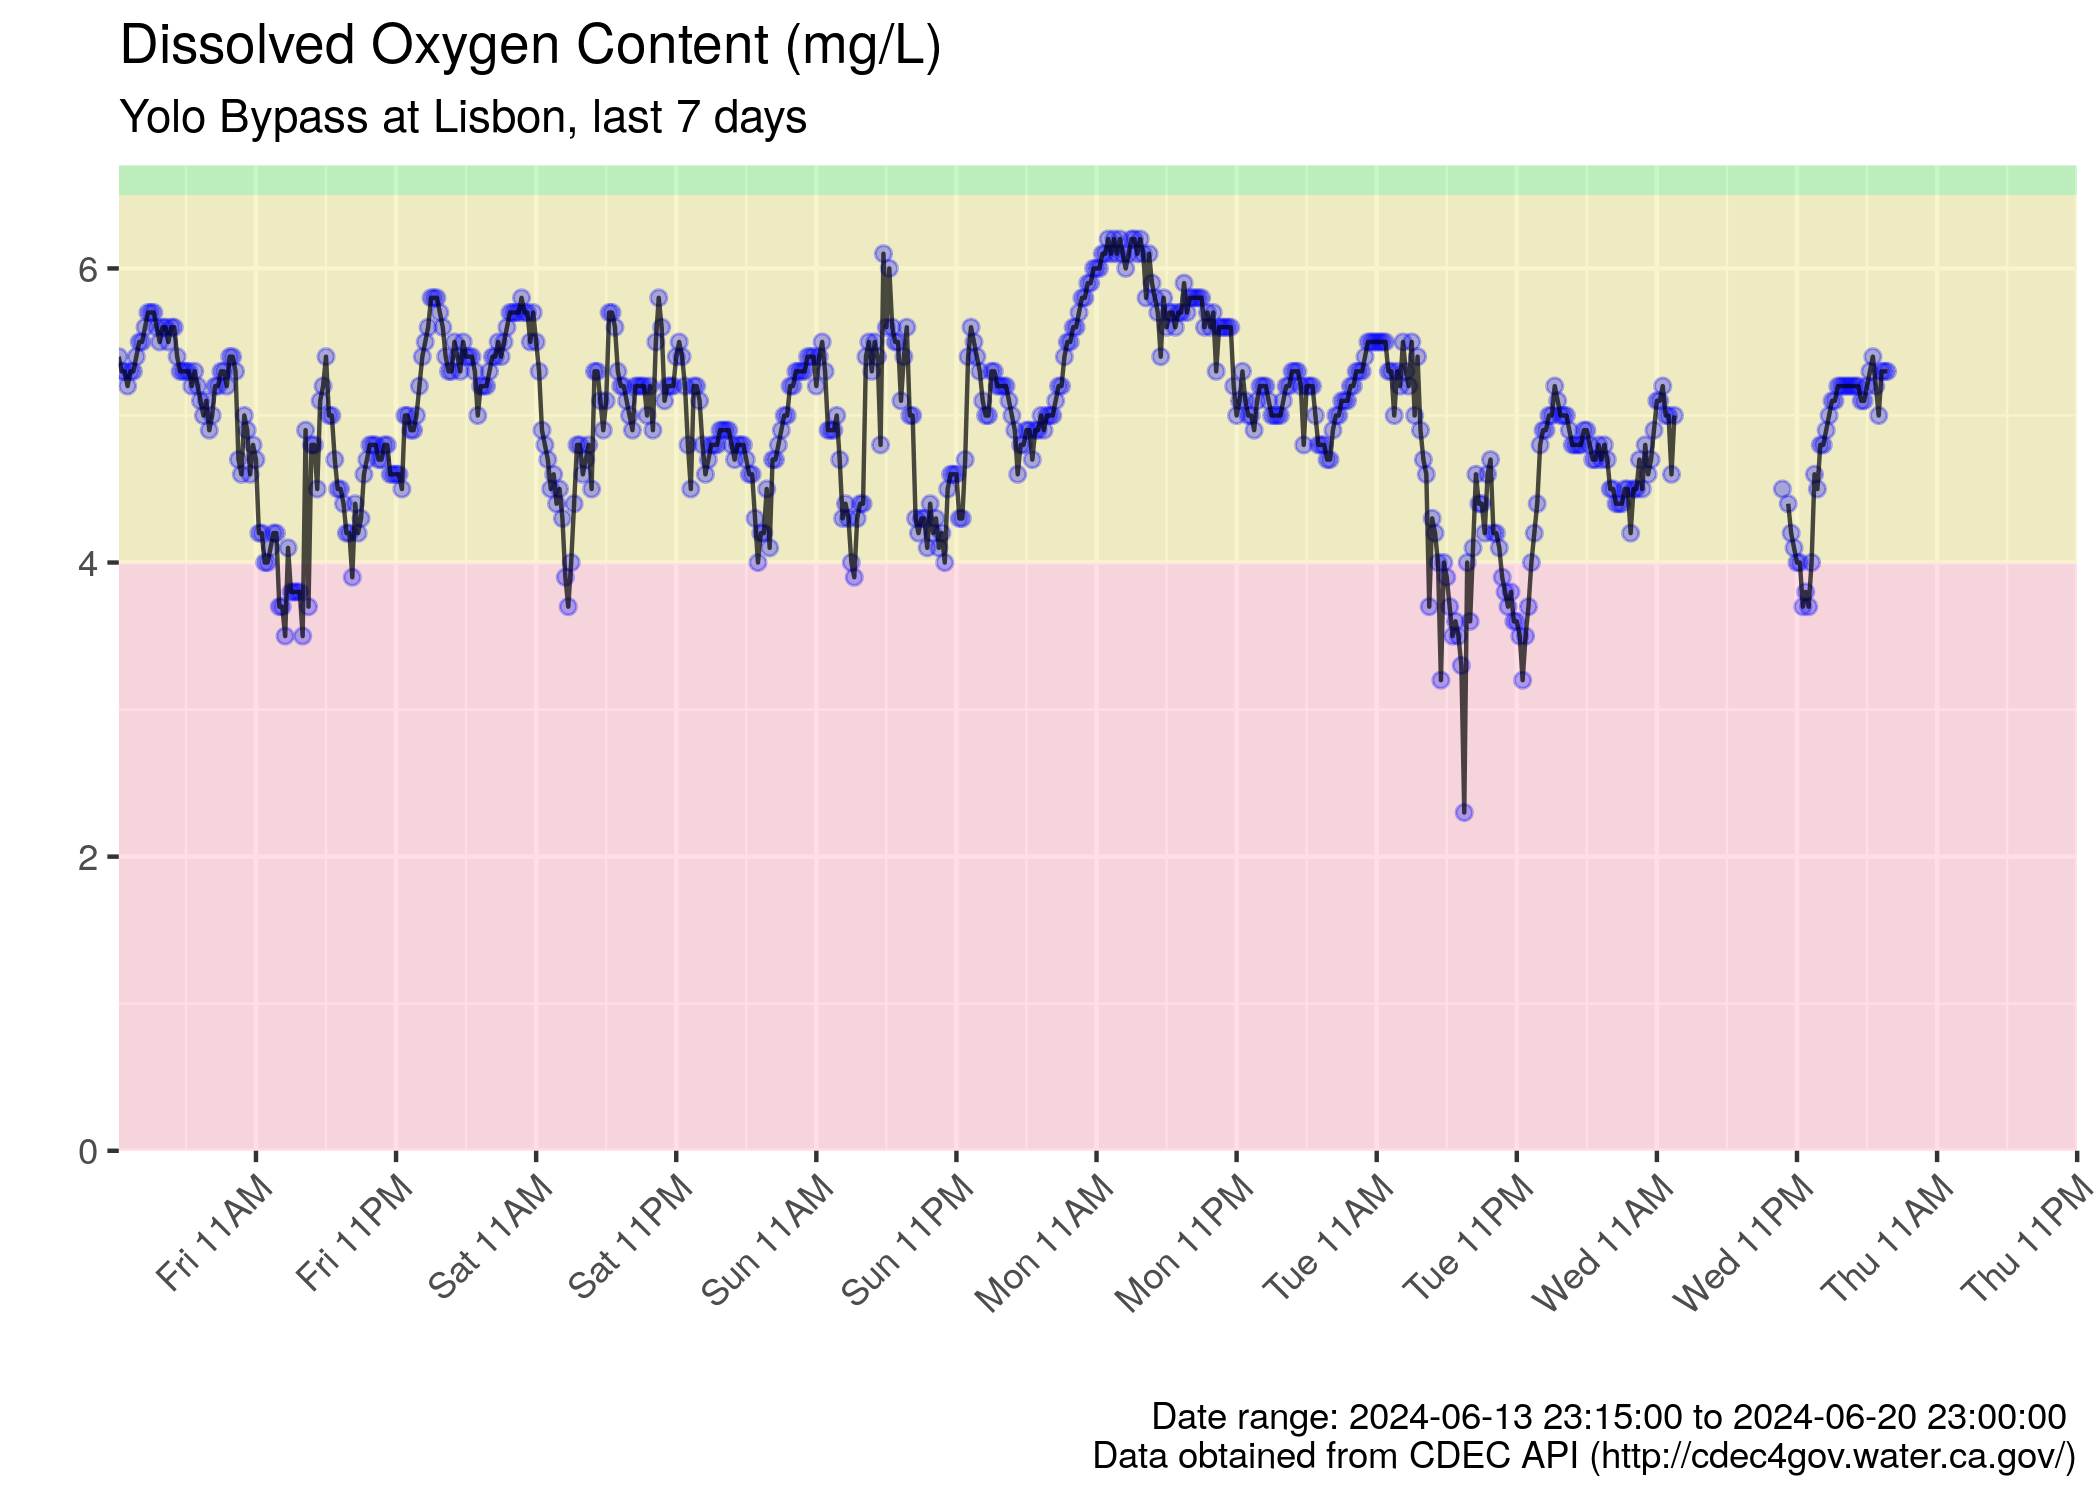 Dissolved Oxygen Content (mg/L)
Yolo Bypass at Lisbon, last 7 days
6
4
2
0
Fri 11AM
Fri 11PM
Sat 11AM
Sat 11PM
Sun 11AM
Sun 11PM
Mon 11AM
Mon 11PM
Tue 11AM
Tue 11PM
Wed 11AM
Wed 11PM
Thu 11AM
Thu 11PM
Date range: 2024-06-13 23:15:00 to 2024-06-20 23:00:00
Data obtained from CDEC API (http://cdec4gov.water.ca.gov/)